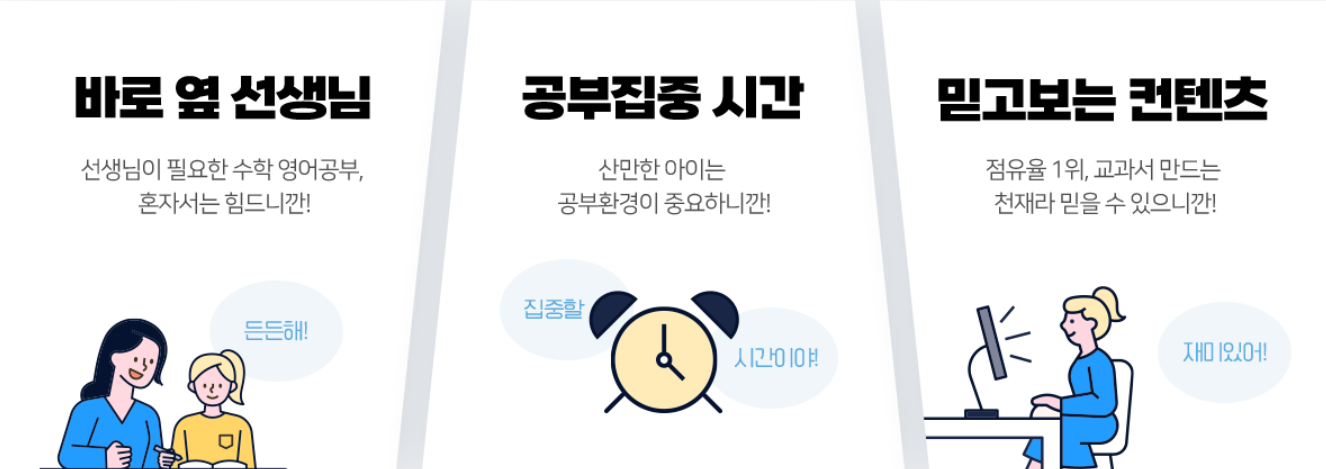 바로 옆 선생님
선생님이 필요한 수학 영어공부,
혼자서는 힘드니깐!
든든해!
공부집중 시간
산만한 아이는
공부환경이 중요하니깐!
집중할
시간이야!
믿고보는 컨텐츠
점유율 1위, 교과서 만드는
천재라 믿을 수 있으니깐!
재미있어!